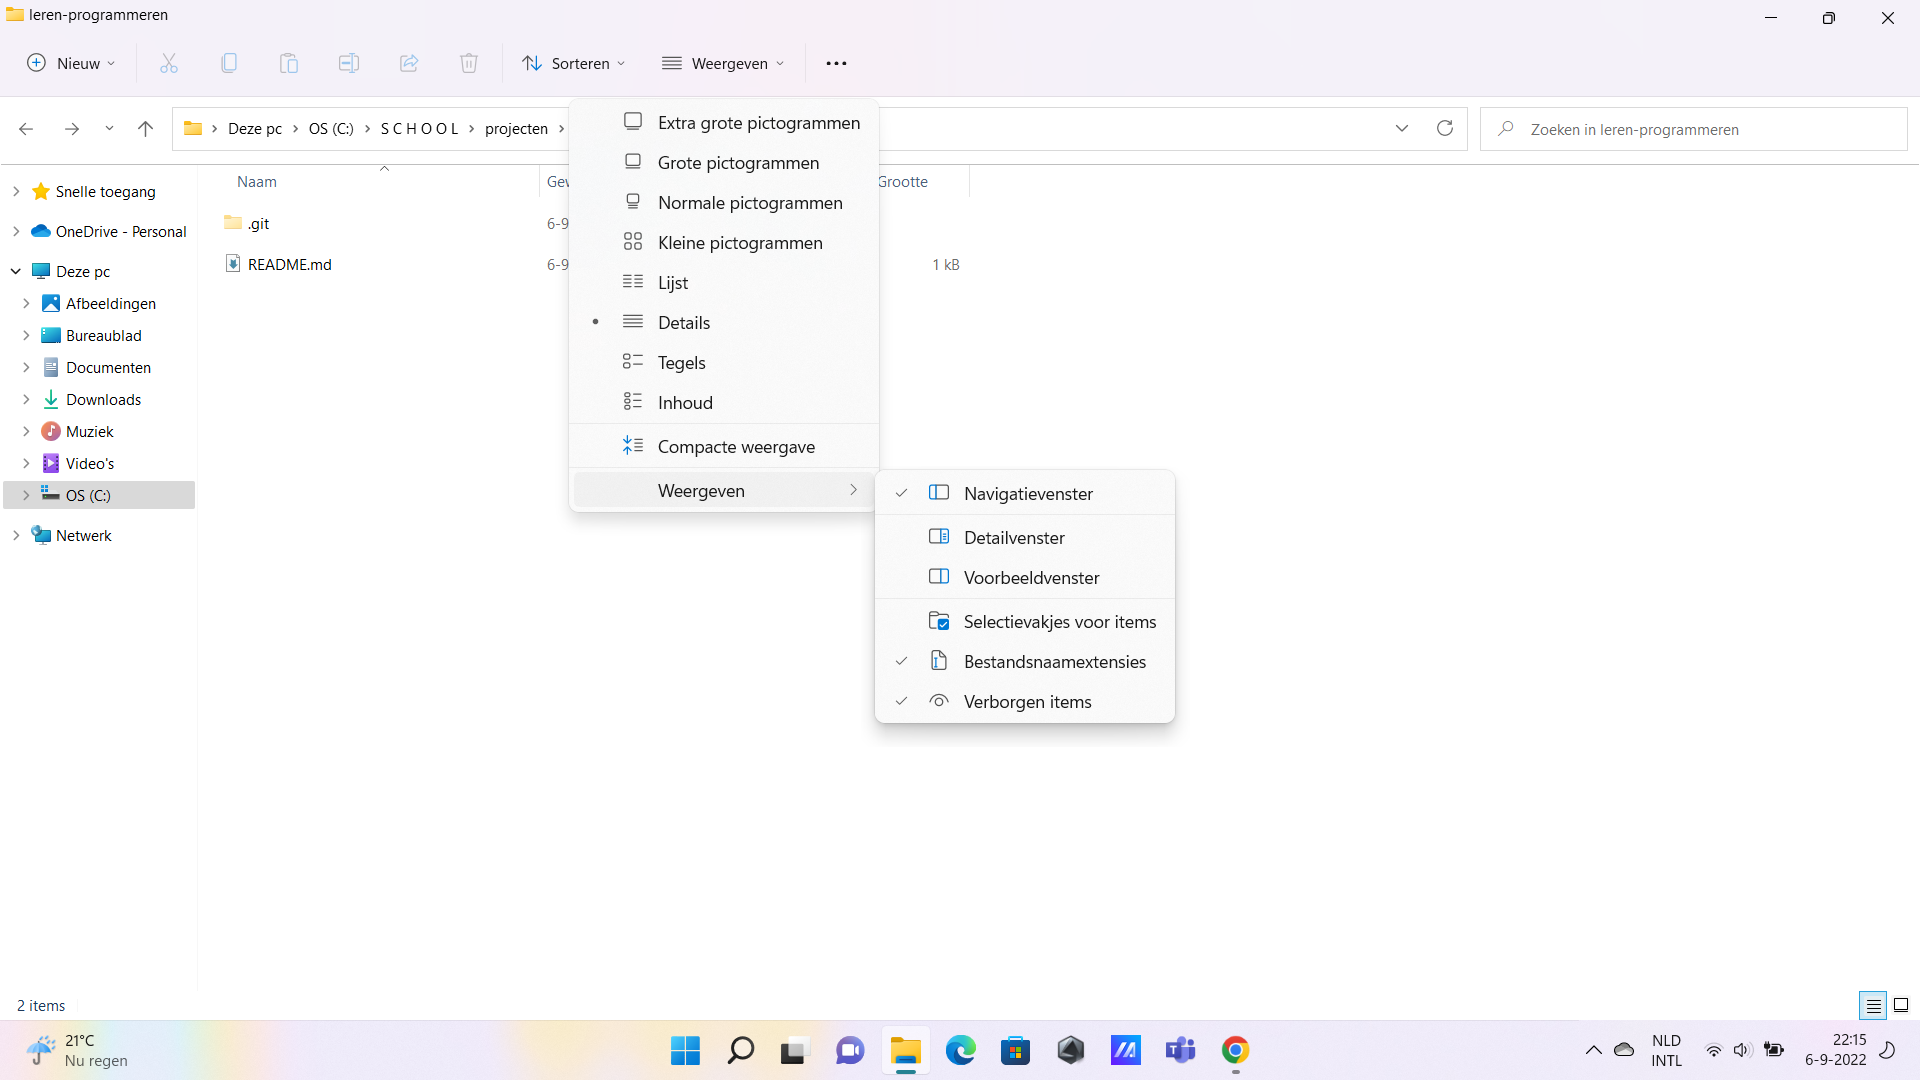 leren-programmeren
Nieuw
Sorteren
Weergeven
Deze pc
OS (C:)
S C H O O L
projecten
Zoeken in leren-programmeren
Naam
Grootte
.git
6-9
README.md
6-9
1 kB
Snelle toegang
OneDrive - Personal
Deze pc
Afbeeldingen
Bureaublad
Documenten
Downloads
Muziek
Video's
OS (C:)
Netwerk
Extra grote pictogrammen
Grote pictogrammen
Normale pictogrammen
Kleine pictogrammen
Lijst
Details
Tegels
Inhoud
Compacte weergave
Weergeven
Navigatievenster
Detailvenster
Voorbeeldvenster
Selectievakjes voor items
Bestandsnaamextensies
Verborgen items
2 items
21°C
Nu regen
NLD
INTL
22:15
6-9-2022